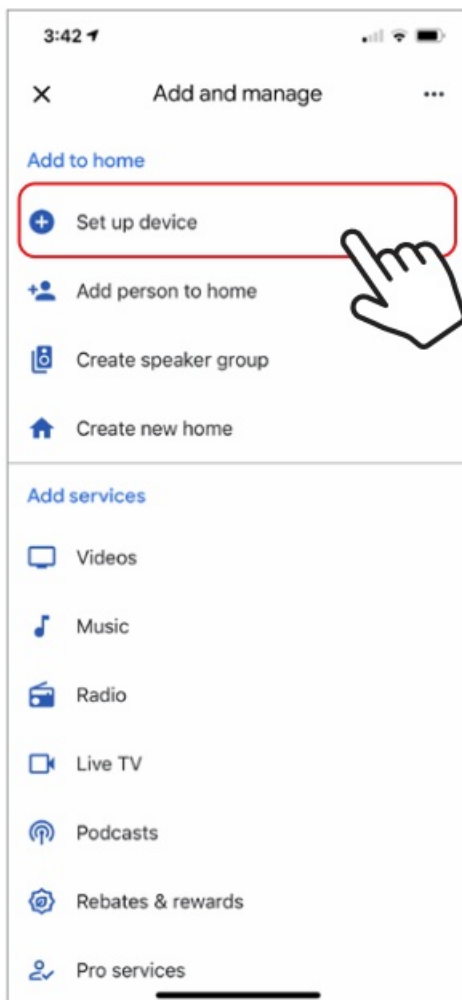 3:42
Add and manage
Add to home
Set up device
Add person to home
Create speaker group
Create new home
Add services
Videos
Music
Radio
Live TV
Podcasts
Rebates & rewards
Pro services